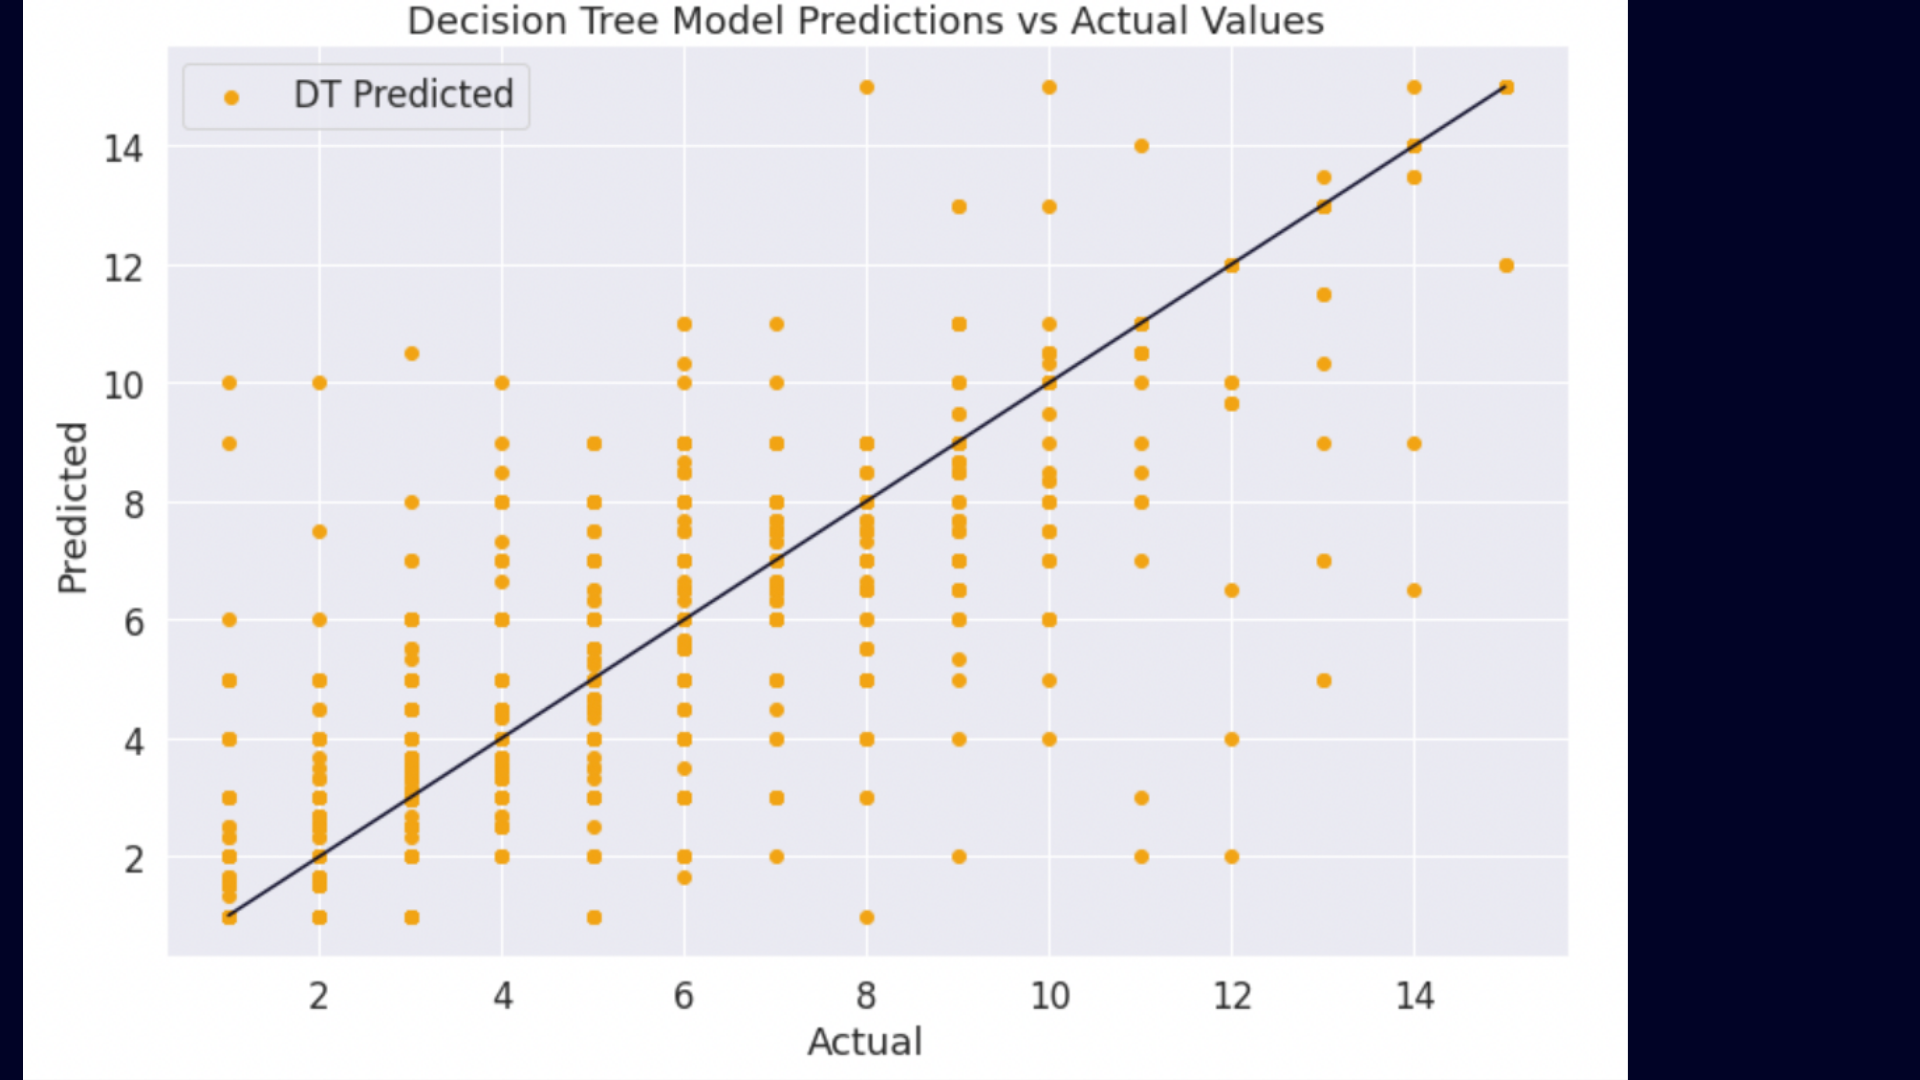 Decision Tree Model Predictions vs Actual Values
DT Predicted
14
12
10
8
6
4
2
Predicted
2 4 6 8 10 12 14
Actual